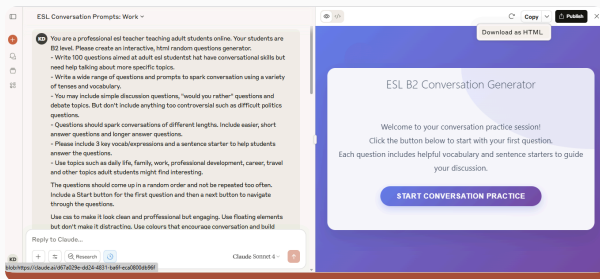 ESL Conversation Prompts: Work
Copy
Publish
Download as HTML
KD
You are a professional esl teacher teaching adult students online. Your students are
B2 level. Please create an interactive, html random questions generator.
- Write 100 questions aimed at adult esl studentst hat have conversational skills but
need help talking about more specific topics.
- Write a wide range of questions and prompts to spark conversation using a variety
of tenses and vocabulary.
- You may include simple discussion questions, "would you rather" questions and
debate topics. But don't include anything too controversial such as difficult politics
questions.
- Questions should spark conversations of different lengths. Include easier, short
answer questions and longer answer questions.
- Please include 3 key vocab/expressions and a sentence starter to help students
answer the questions.
- Use topics such as daily life, family, work, professional development, career, travel
and other topics adult students might find interesting.
The questions should come up in a random order and not be repeated too often.
Include a Start button for the first question and then a next button to navigate
through the questions.
Use css to make it look clean and proffssional but engaging. Use floating elements
but don't make it distracting. Use colours that encourage conversation and build
Reply to Claude...
Research
Claude Sonnet 4
KD
blob:https://claude.ai/d67a029e-dd24-4831-ba6f-eca0800db96f
ESL B2 Conversation Generator
Welcome to your conversation practice session!
Click the button below to start with your first question.
Each question includes helpful vocabulary and sentence starters to guide
your discussion.
START CONVERSATION PRACTICE